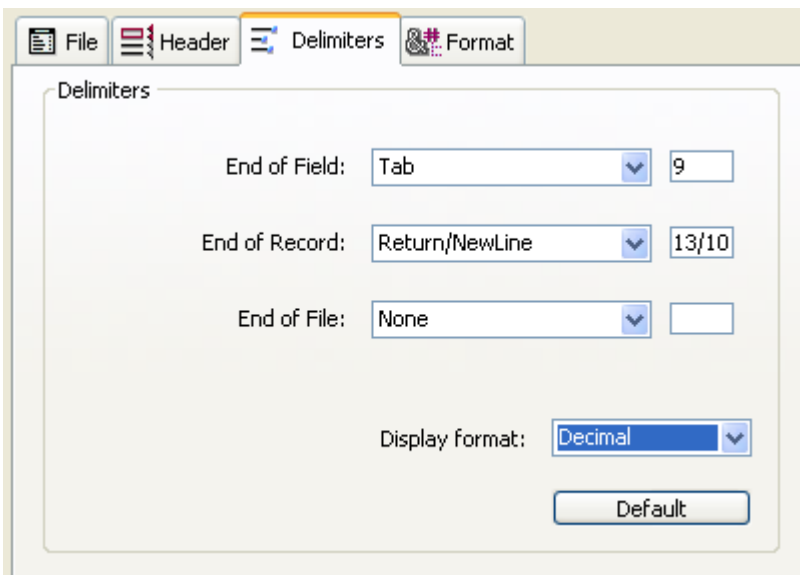 File Header Delimiters Format
Delimiters
End of Field: Tab 9
End of Record: Return/NewLine 13/10
End of File: None
Display format: Decimal
Default